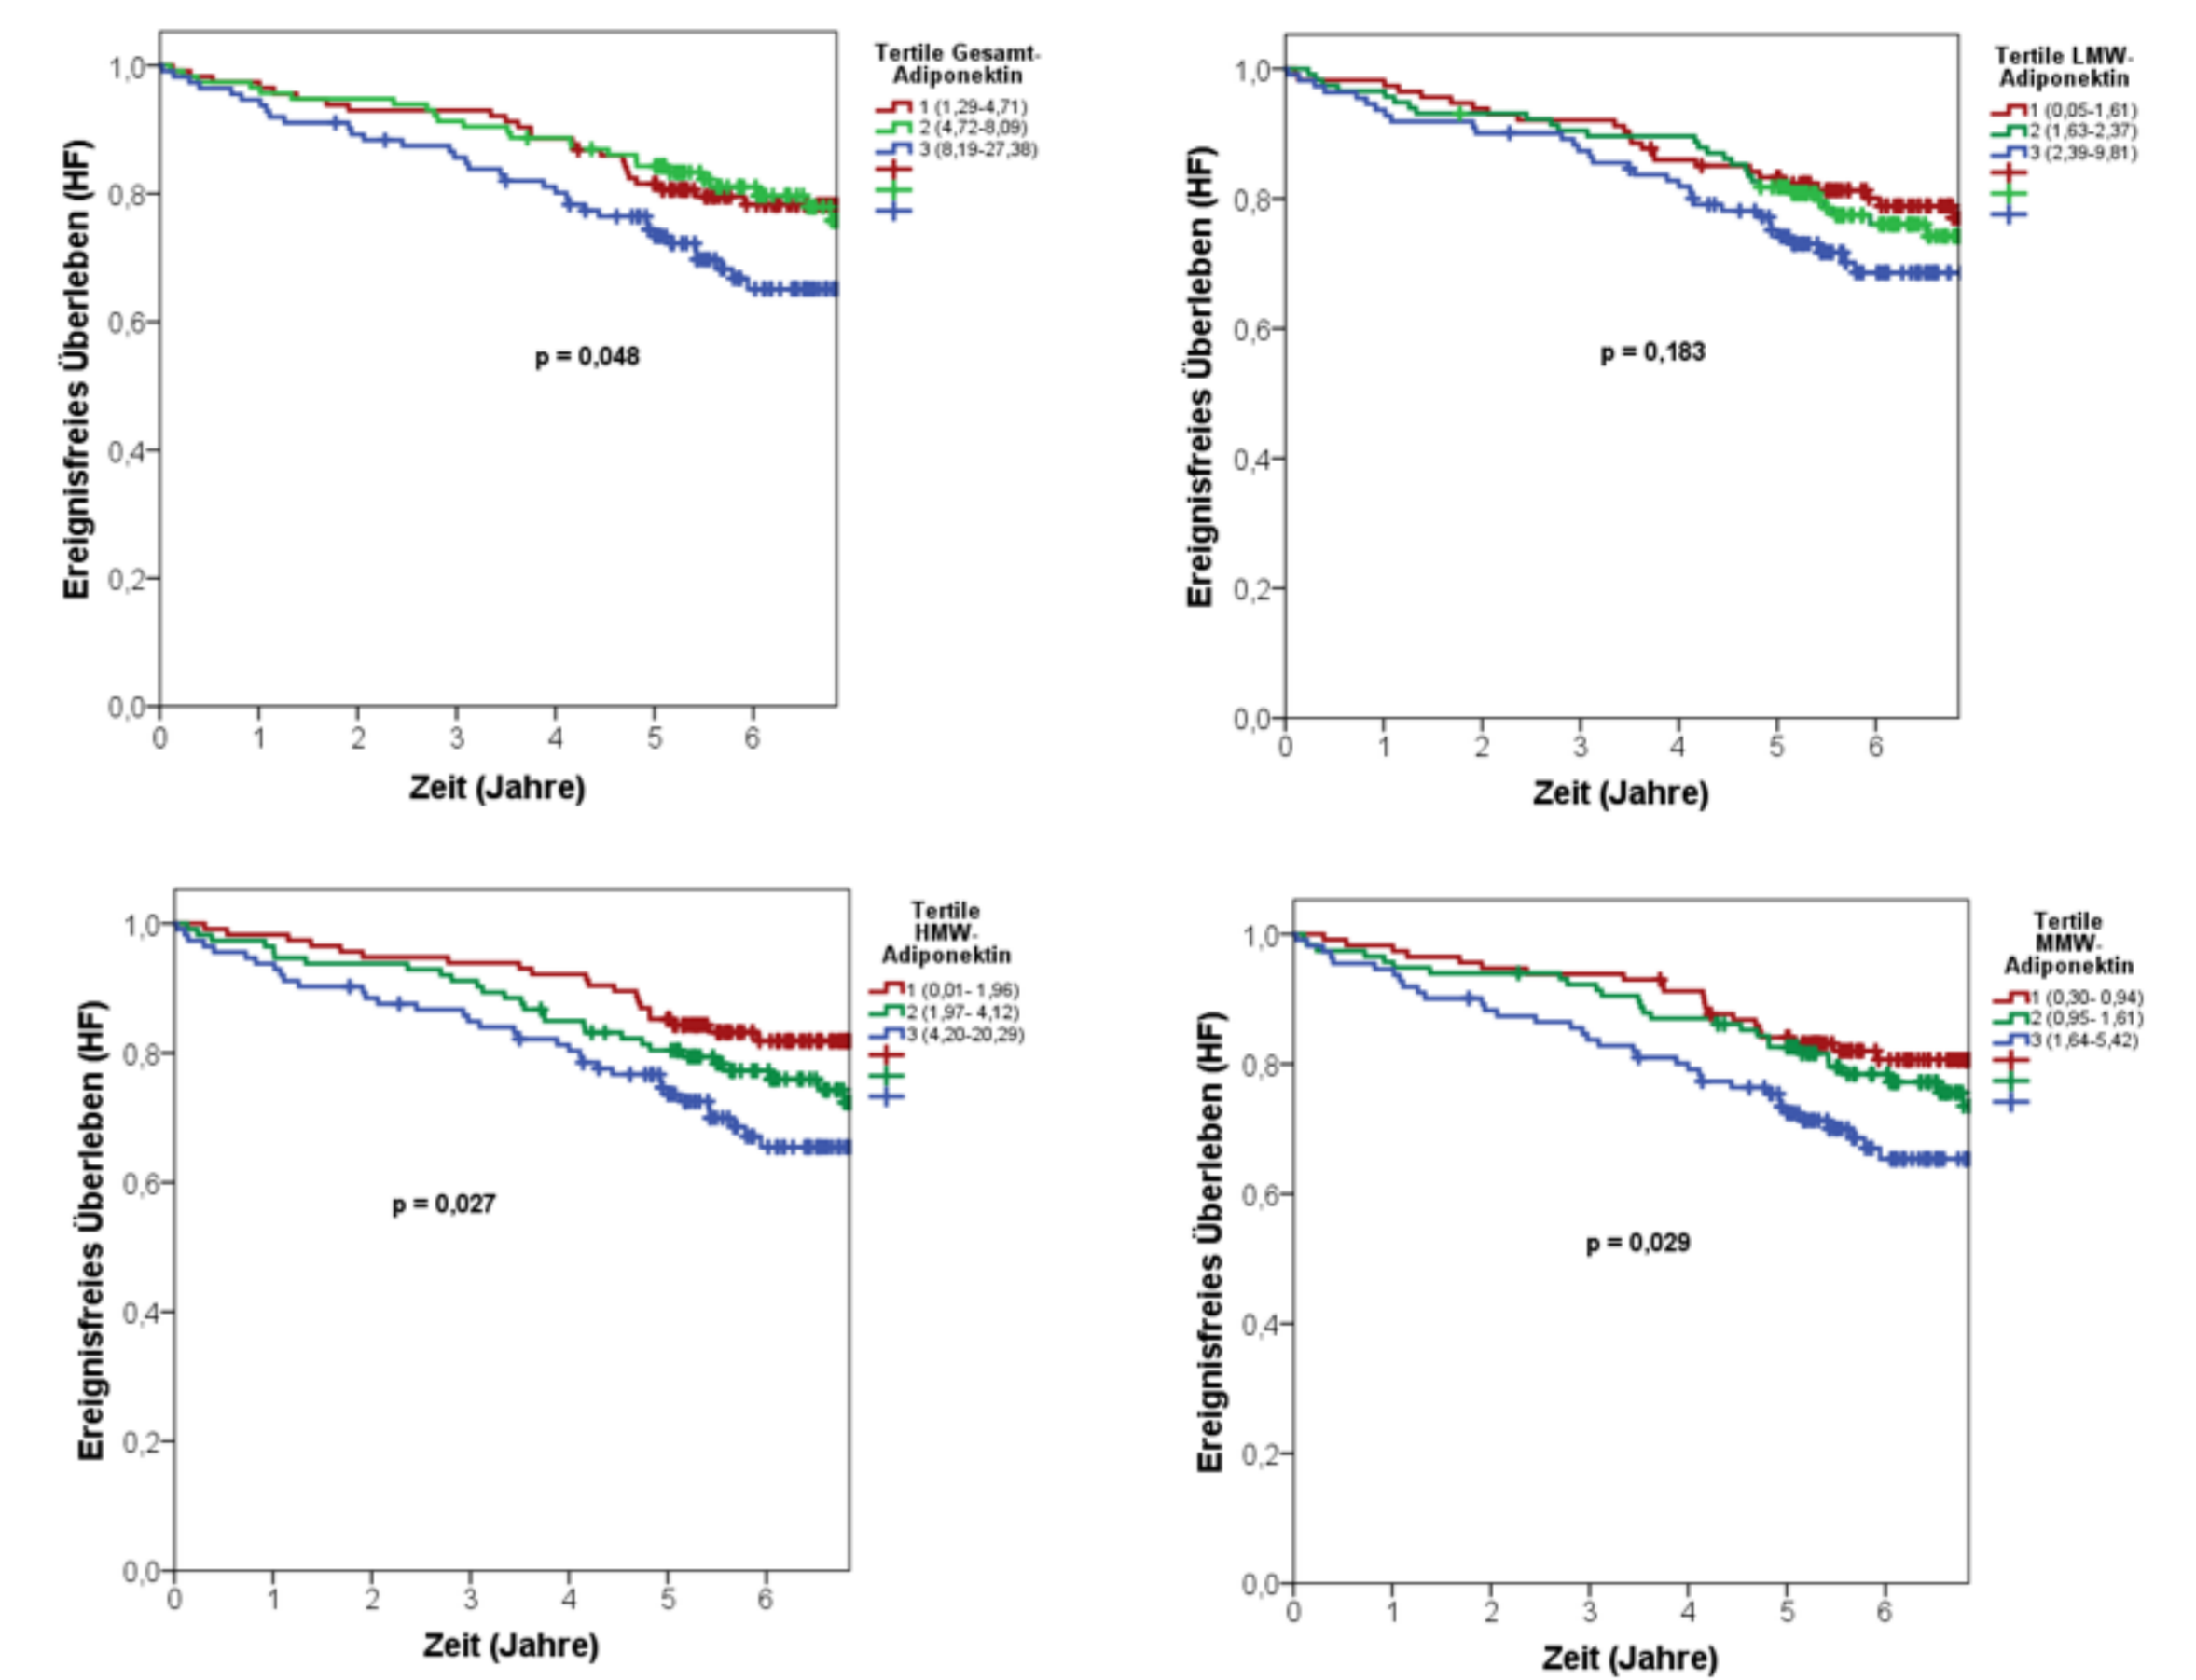 Tertile Gesamt-
Adiponektin
1 (1,29-4,71)
2 (4,72-8,09)
3 (8,19-27,38)
1,0
0,8
0,6
0,4
0,2
0,0
Ereignisfreies Überleben (HF)
p = 0,048
0 1 2 3 4 5 6
Zeit (Jahre)
Tertile LMW-
Adiponektin
1 (0,05-1,61)
2 (1,63-2,37)
3 (2,39-9,81)
1,0
0,8
0,6
0,4
0,2
0,0
Ereignisfreies Überleben (HF)
p = 0,183
0 1 2 3 4 5 6
Zeit (Jahre)
Tertile
HMW-
Adiponektin
1 (0,01- 1,96)
2 (1,97- 4,12)
3 (4,20-20,29)
1,0
0,8
0,6
0,4
0,2
0,0
Ereignisfreies Überleben (HF)
p = 0,027
0 1 2 3 4 5 6
Zeit (Jahre)
Tertile
MMW-
Adiponektin
1 (0,30- 0,94)
2 (0,95- 1,61)
3 (1,64-5,42)
1,0
0,8
0,6
0,4
0,2
0,0
Ereignisfreies Überleben (HF)
p = 0,029
0 1 2 3 4 5 6
Zeit (Jahre)